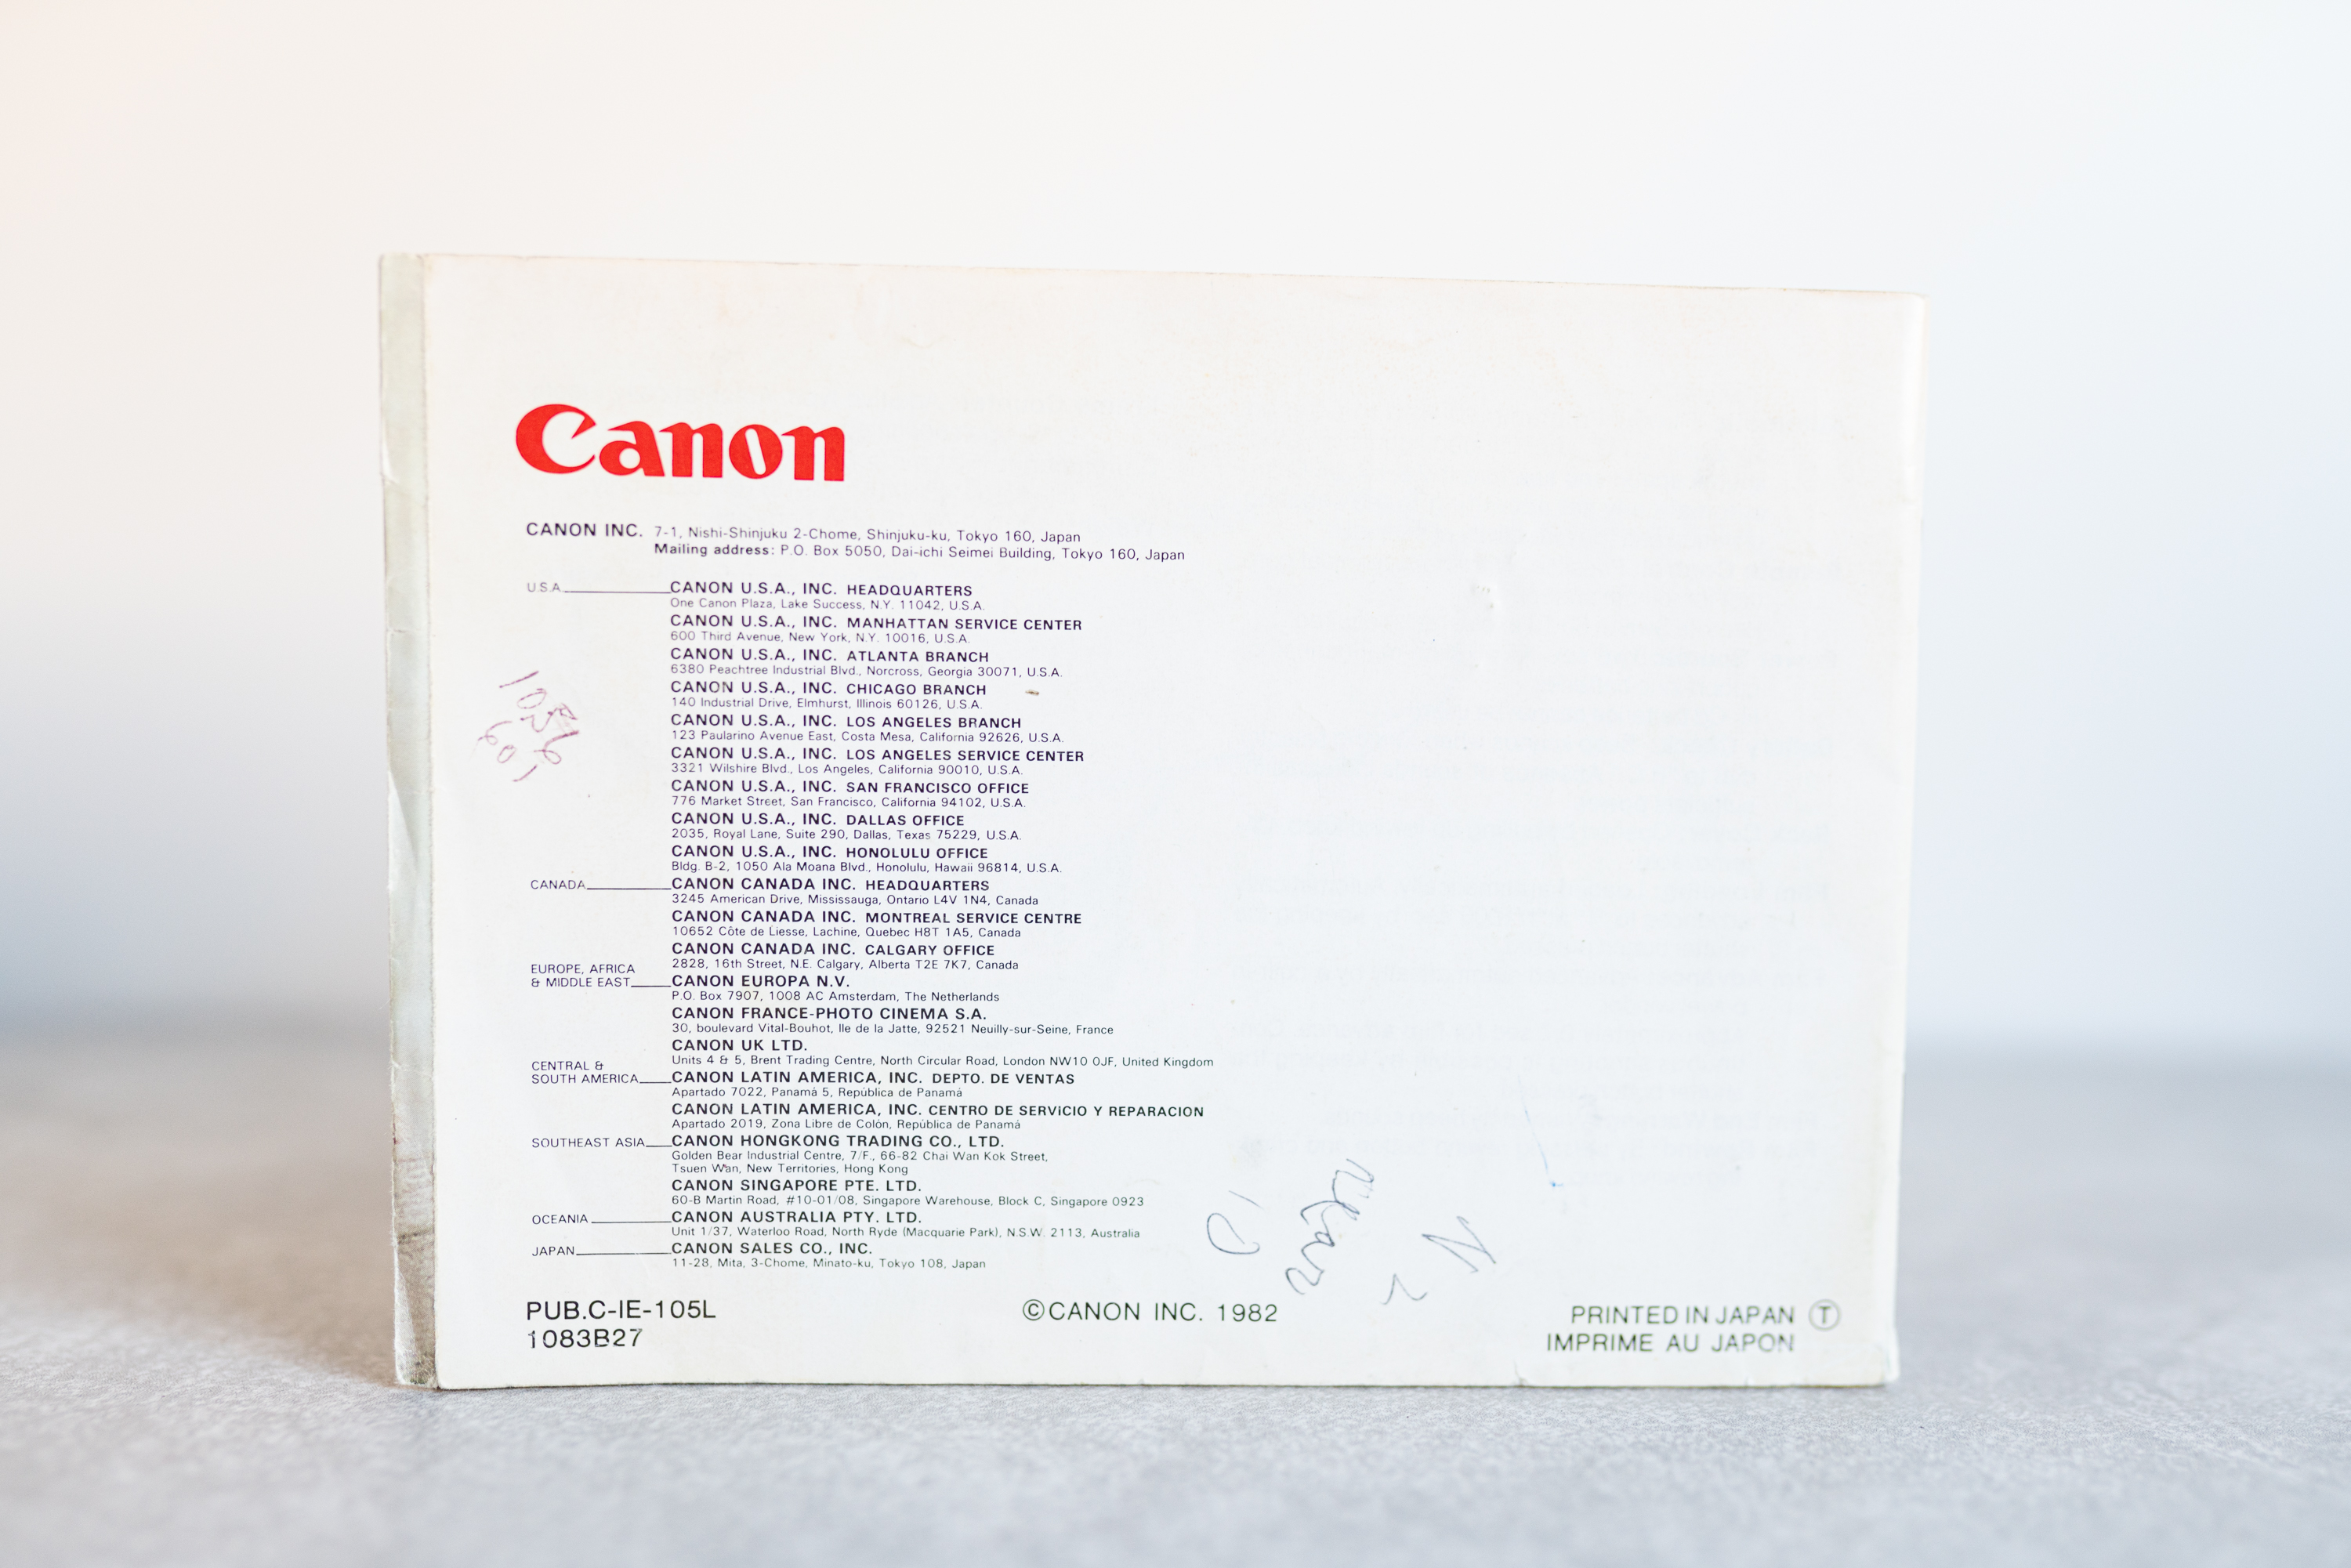 Canon
CANON INC. 7-1, Nishi-Shinjuku 2-Chome, Shinjuku-ku, Tokyo 160, Japan
Mailing address: P.O. Box 5050, Dai-ichi Seimei Building, Tokyo 160, Japan
U.S.A. CANON U.S.A., INC. HEADQUARTERS
One Canon Plaza, Lake Success, N.Y. 11042, U.S.A.
CANON U.S.A., INC. MANHATTAN SERVICE CENTER
600 Third Avenue, New York, N.Y. 10016, U.S.A.
CANON U.S.A., INC. ATLANTA BRANCH
6380 Peachtree Industrial Blvd., Norcross, Georgia 30071, U.S.A.
CANON U.S.A., INC. CHICAGO BRANCH
140 Industrial Drive, Elmhurst, Illinois 60126, U.S.A.
CANON U.S.A., INC. LOS ANGELES BRANCH
123 Paularino Avenue East, Costa Mesa, California 92626, U.S.A.
CANON U.S.A., INC. LOS ANGELES SERVICE CENTER
3321 Wilshire Blvd., Los Angeles, California 90010, U.S.A.
CANON U.S.A., INC. SAN FRANCISCO OFFICE
776 Market Street, San Francisco, California 94102, U.S.A.
CANON U.S.A., INC. DALLAS OFFICE
2035, Royal Lane, Suite 290, Dallas, Texas 75229, U.S.A.
CANON U.S.A., INC. HONOLULU OFFICE
Bldg. B-2, 1050 Ala Moana Blvd., Honolulu, Hawaii 96814, U.S.A.
CANADA CANON CANADA INC. HEADQUARTERS
3245 American Drive, Mississauga, Ontario L4V 1N4, Canada
CANON CANADA INC. MONTREAL SERVICE CENTRE
10652 Côte de Liesse, Lachine, Quebec H8T 1A5, Canada
CANON CANADA INC. CALGARY OFFICE
2828, 16th Street, N.E. Calgary, Alberta T2E 7K7, Canada
EUROPE, AFRICA
& MIDDLE EAST CANON EUROPA N.V.
P.O. Box 7907, 1008 AC Amsterdam, The Netherlands
CANON FRANCE-PHOTO CINEMA S.A.
30, boulevard Vital-Bouhot, Ile de la Jatte, 92521 Neuilly-sur-Seine, France
CANON UK LTD.
Units 4 & 5, Brent Trading Centre, North Circular Road, London NW10 0JF, United Kingdom
CENTRAL &
SOUTH AMERICA CANON LATIN AMERICA, INC. DEPTO. DE VENTAS
Apartado 7022, Panamá 5, República de Panamá
CANON LATIN AMERICA, INC. CENTRO DE SERVICIO Y REPARACION
Apartado 2019, Zona Libre de Colón, República de Panamá
SOUTHEAST ASIA CANON HONGKONG TRADING CO., LTD.
Golden Bear Industrial Centre, 7/F., 66-82 Chai Wan Kok Street,
Tsuen Wan, New Territories, Hong Kong
CANON SINGAPORE PTE. LTD.
60-B Martin Road, #10-01/08, Singapore Warehouse, Block C, Singapore 0923
OCEANIA CANON AUSTRALIA PTY. LTD.
Unit 1/37, Waterloo Road, North Ryde (Macquarie Park), N.S.W. 2113, Australia
JAPAN CANON SALES CO., INC.
11-28, Mita, 3-Chome, Minato-ku, Tokyo 108, Japan
PUB.C-IE-105L
1083B27
©CANON INC. 1982
PRINTED IN JAPAN Ⓣ
IMPRIME AU JAPON